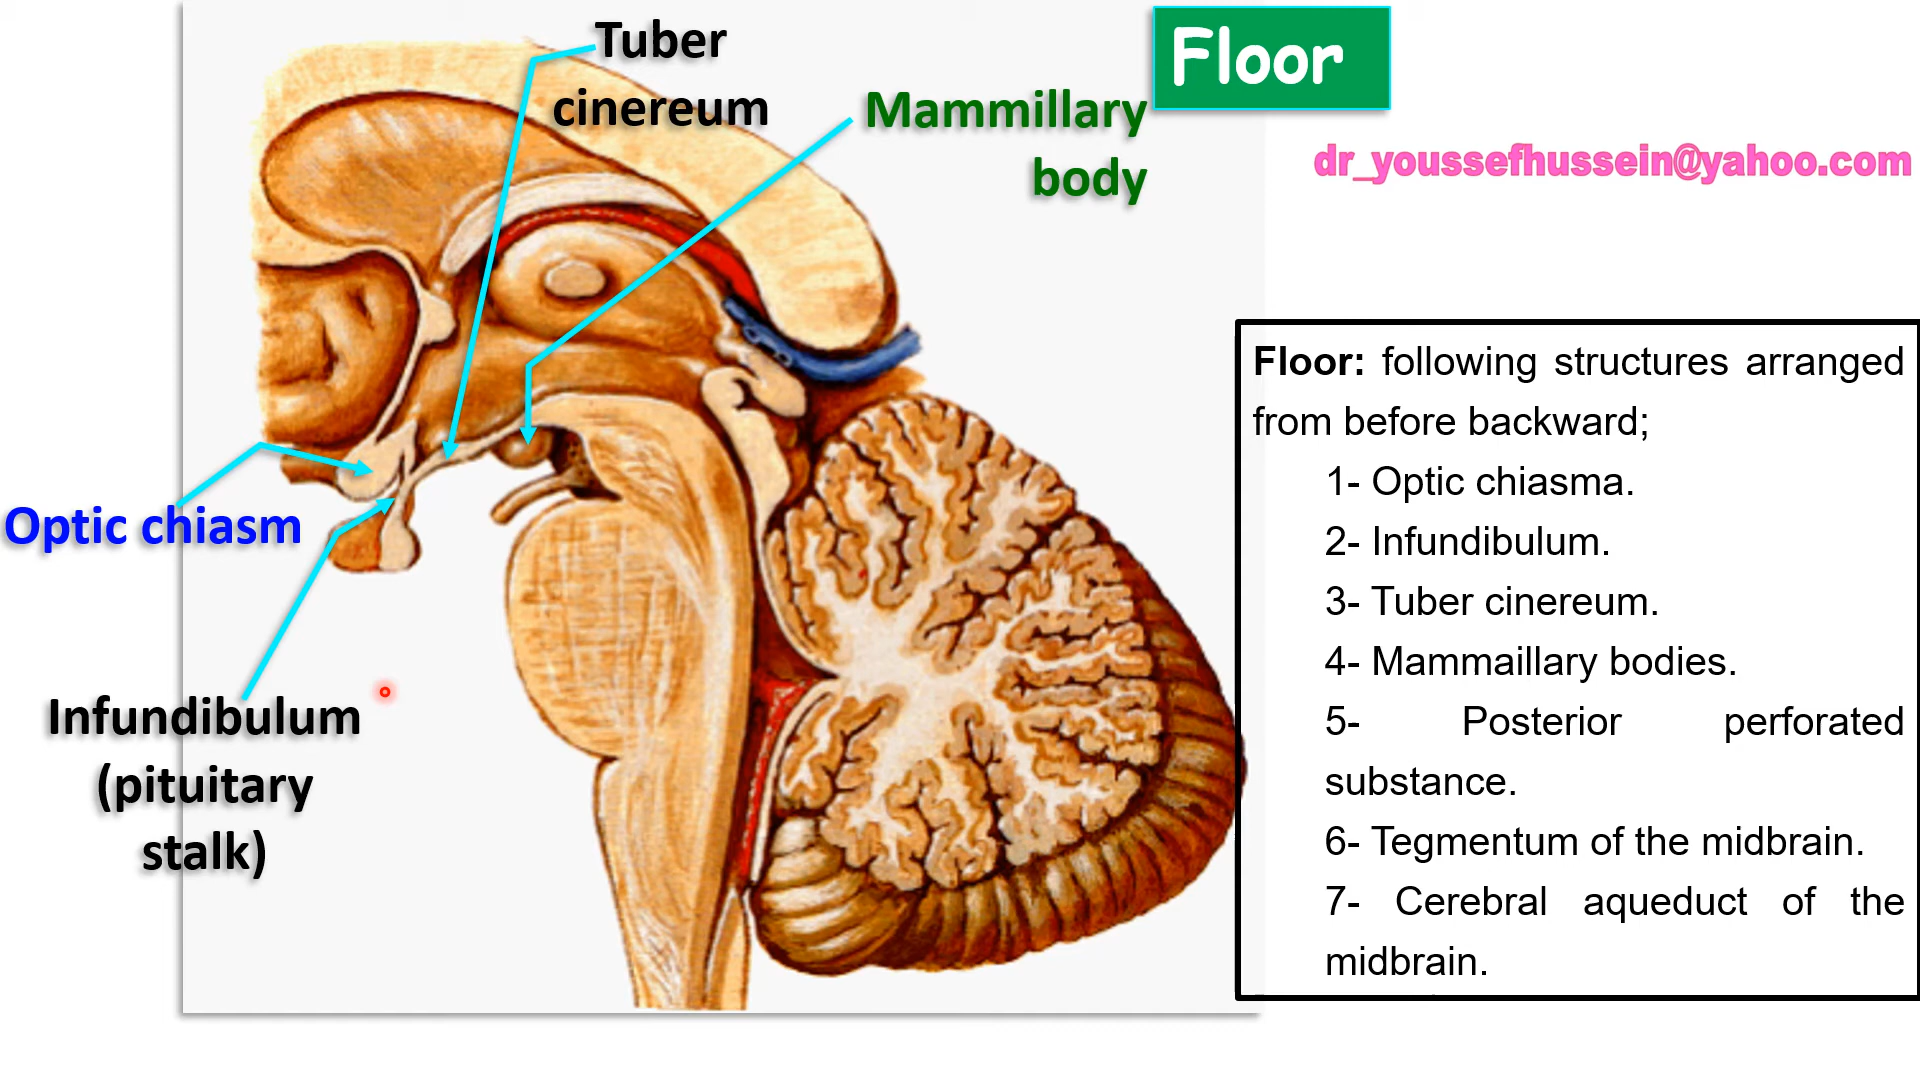 Tuber
cinereum
Floor
Mammillary
body
dr_youssefhussein@yahoo.com
Optic chiasm
Infundibulum
(pituitary
stalk)
Floor: following structures arranged
from before backward;
1- Optic chiasma.
2- Infundibulum.
3- Tuber cinereum.
4- Mammaillary bodies.
5- Posterior perforated
substance.
6- Tegmentum of the midbrain.
7- Cerebral aqueduct of the
midbrain.